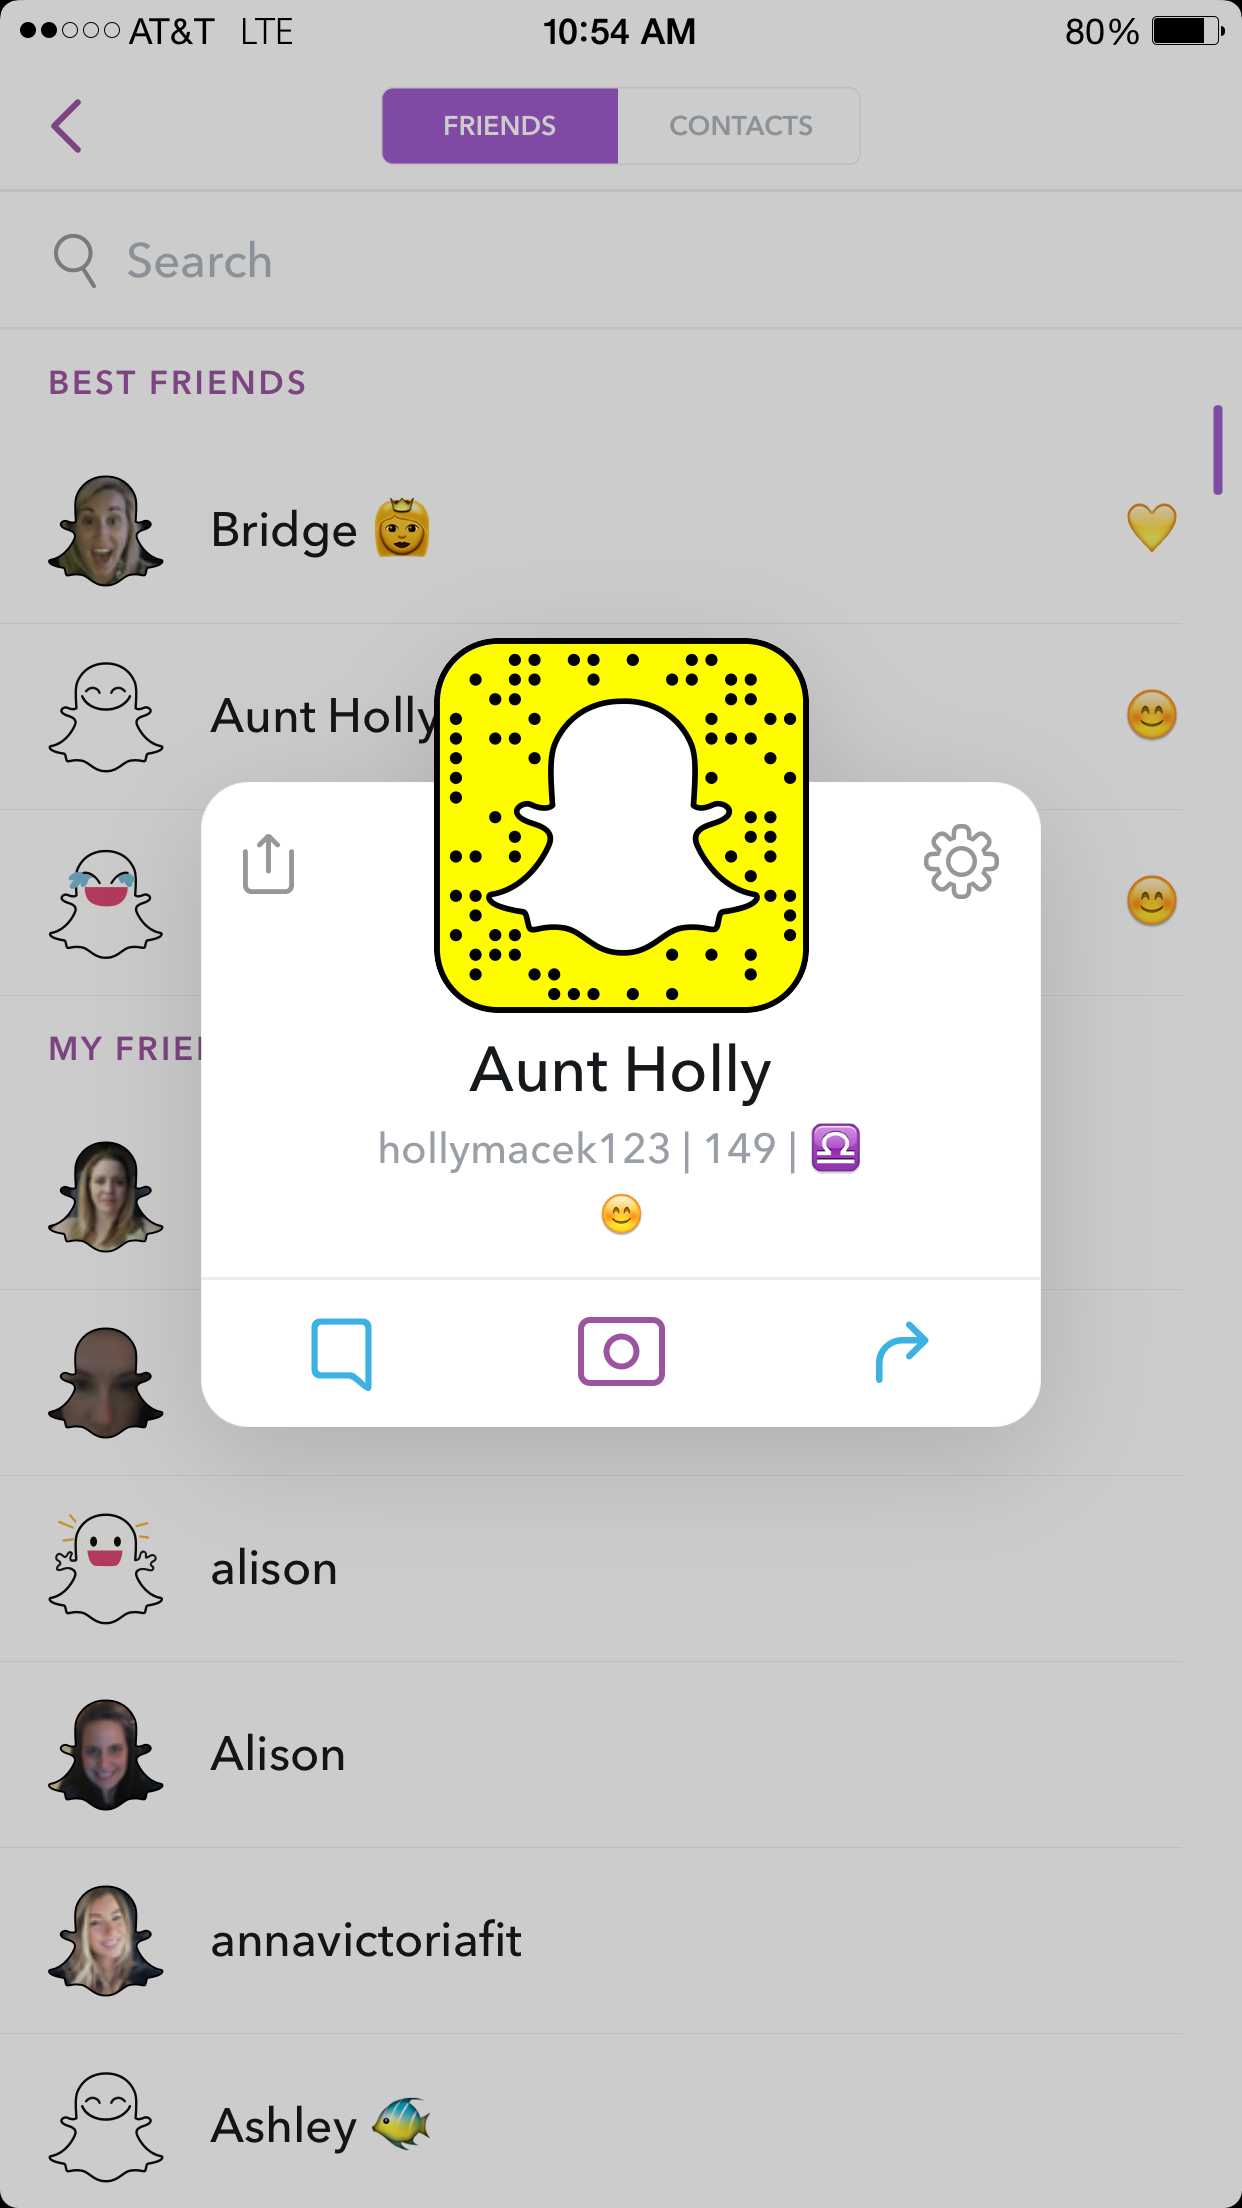 AT&T LTE 10:54 AM 80%
FRIENDS CONTACTS
Search
BEST FRIENDS
Bridge 👸 💛
Aunt Holly 😊
😊
Aunt Holly
hollymacek123 | 149 | ♎
😊
MY FRIE
alison
Alison
annavictoriafit
Ashley 🐠